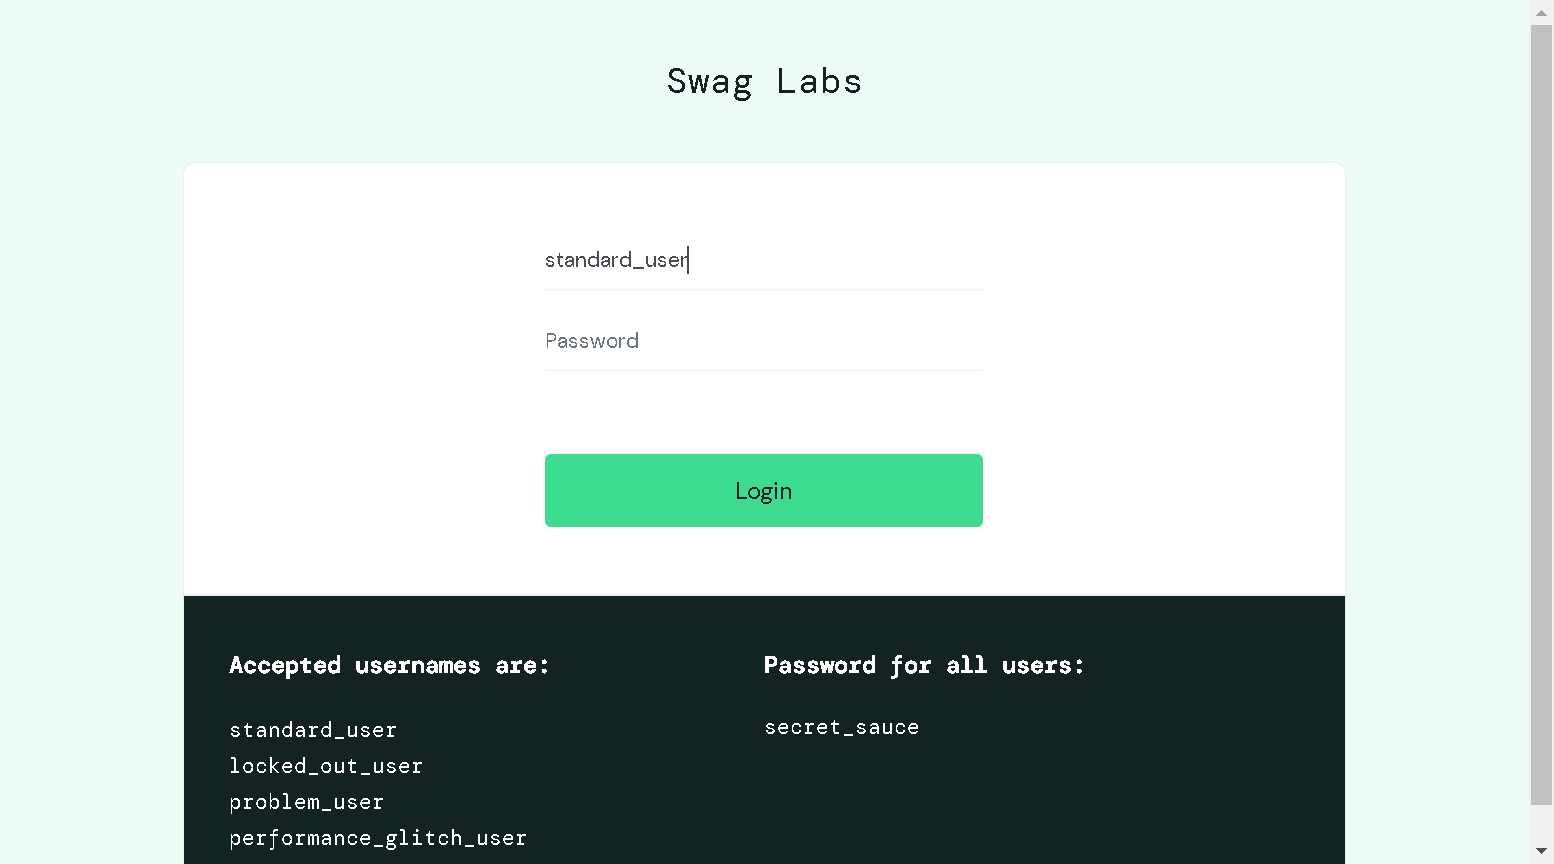 Swag Labs
standard_user
Password
Login
Accepted usernames are:
standard_user
locked_out_user
problem_user
performance_glitch_user
Password for all users:
secret_sauce